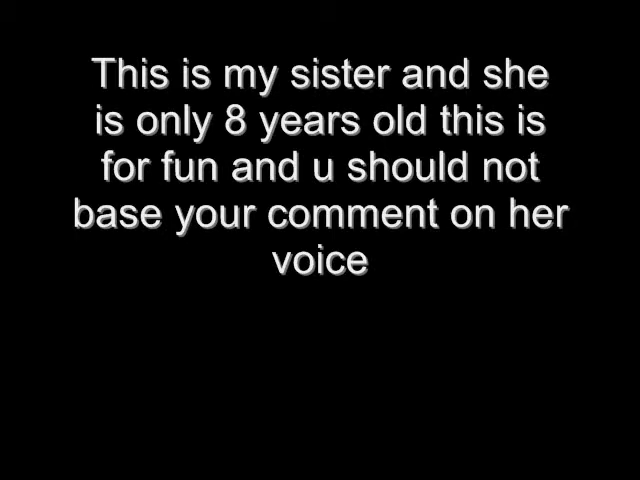 This is my sister and she
is only 8 years old this is
for fun and u should not
base your comment on her
voice